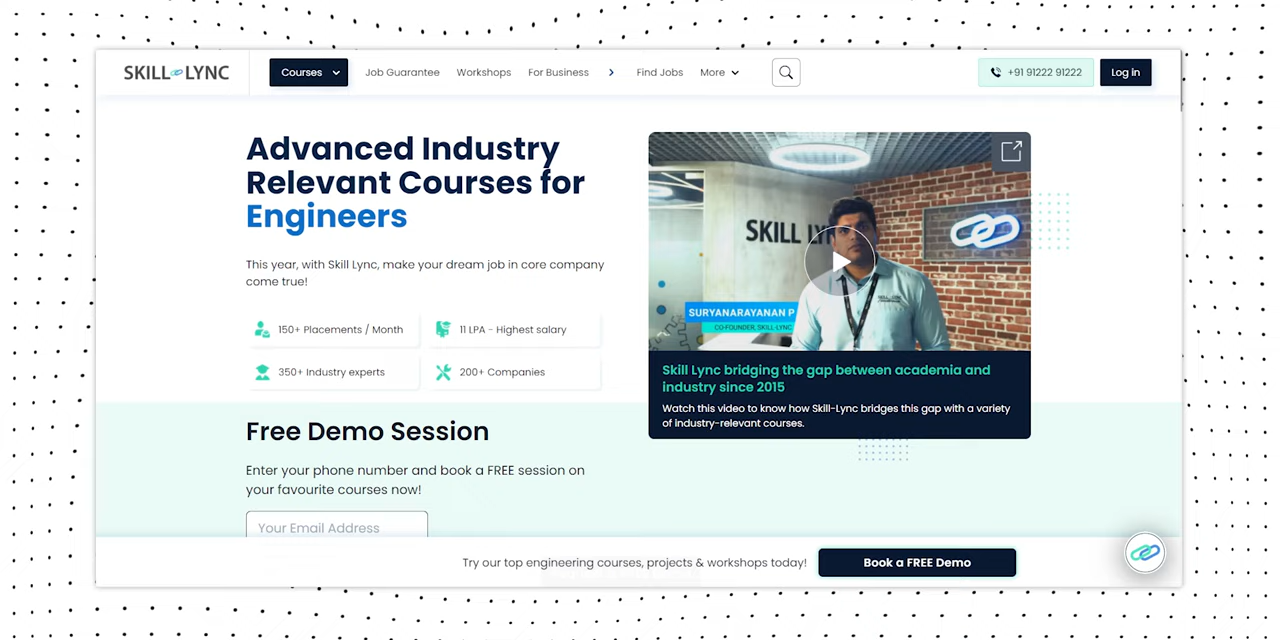 SKILL LYNC
Courses
Job Guarantee
Workshops
For Business
Find Jobs
More
+91 91222 91222
Log in
Advanced Industry
Relevant Courses for
Engineers
This year, with Skill Lync, make your dream job in core company
come true!
150+ Placements / Month
11 LPA - Highest salary
350+ Industry experts
200+ Companies
SKILL LYN
SURYANARAYANAN P
CO-FOUNDER, SKILL-LYNC
Skill Lync bridging the gap between academia and
industry since 2015
Watch this video to know how Skill-Lync bridges this gap with a variety
of industry-relevant courses.
Free Demo Session
Enter your phone number and book a FREE session on
your favourite courses now!
Your Email Address
Try our top engineering courses, projects & workshops today!
Book a FREE Demo